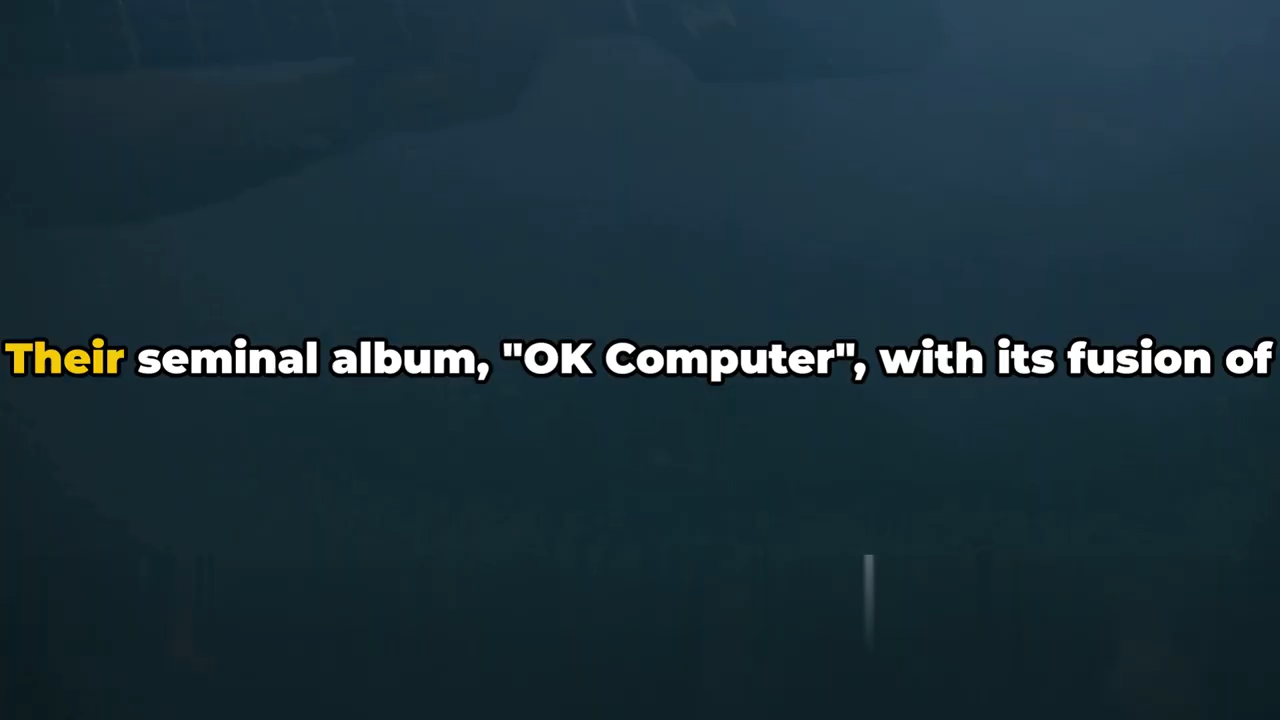 Their seminal album, "OK Computer", with its fusion of